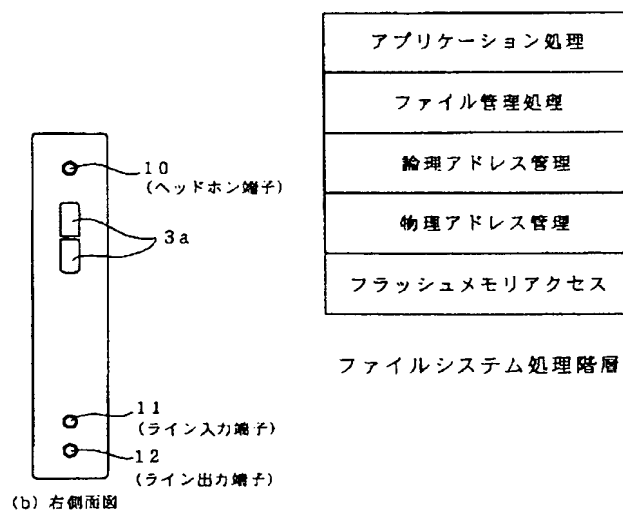 10
(ヘッドホン端子)
3a
11
(ライン入力端子)
12
(ライン出力端子)
(b) 右側面図
アプリケーション処理
ファイル管理処理
論理アドレス管理
物理アドレス管理
フラッシュメモリアクセス
ファイルシステム処理階層